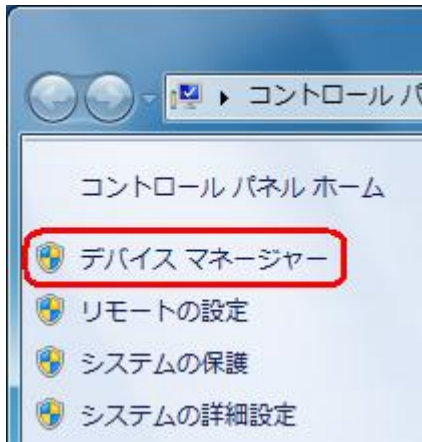 コントロール パ
コントロール パネル ホーム
デバイス マネージャー
リモートの設定
システムの保護
システムの詳細設定